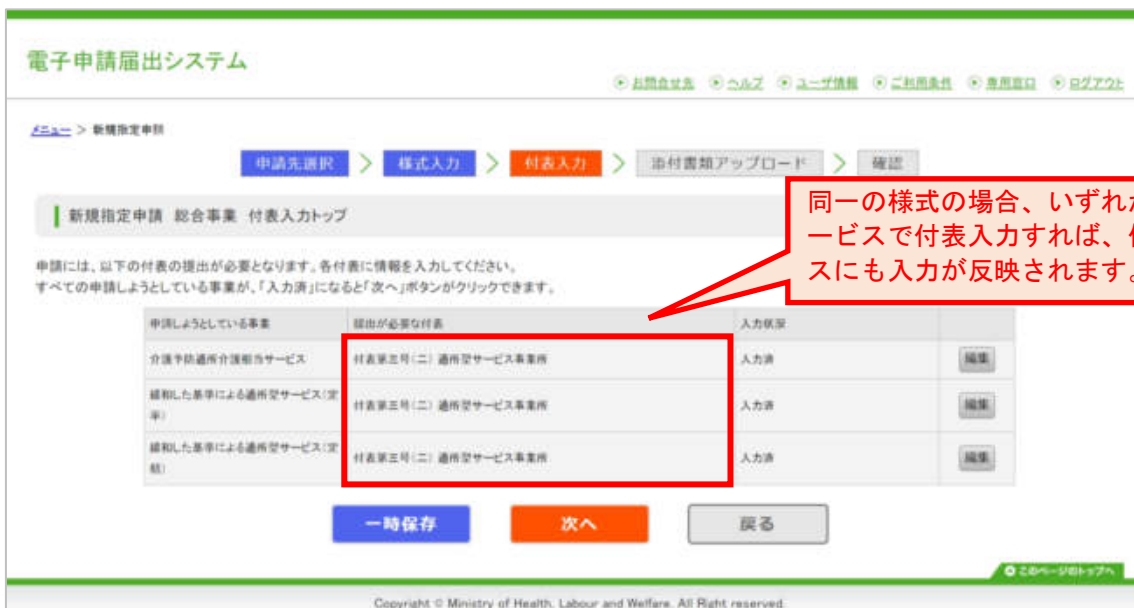 電子申請届出システム
お問合せ先 ヘルプ ユーザ情報 ご利用条件 専用窓口 ログアウト
メニュー > 新規指定申請
申請先選択 > 様式入力 > 付表入力 > 添付書類アップロード > 確認
新規指定申請 総合事業 付表入力トップ
同一の様式の場合、いずれか
ービスで付表入力すれば、
スにも入力が反映されます。
申請には、以下の付表の提出が必要となります。各付表に情報を入力してください。
すべての申請しようとしている事業が、「入力済」になると「次へ」ボタンがクリックできます。
申請しようとしている事業 提出が必要な付表 入力状況
介護予防通所介護相当サービス 付表第三号(二) 通所型サービス事業所 入力済 編集
緩和した基準による通所型サービス(定
率) 付表第三号(二) 通所型サービス事業所 入力済 編集
緩和した基準による通所型サービス(定
額) 付表第三号(二) 通所型サービス事業所 入力済 編集
一時保存 次へ 戻る
このページのトップへ
Copyright © Ministry of Health, Labour and Welfare. All Right reserved.